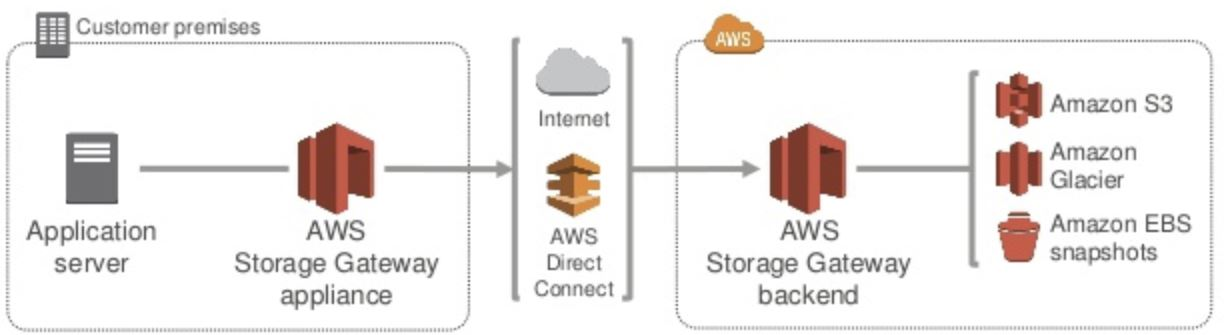 Customer premises
AWS
Application
server
AWS
Storage Gateway
appliance
Internet
AWS
Direct
Connect
AWS
Storage Gateway
backend
Amazon S3
Amazon
Glacier
Amazon EBS
snapshots